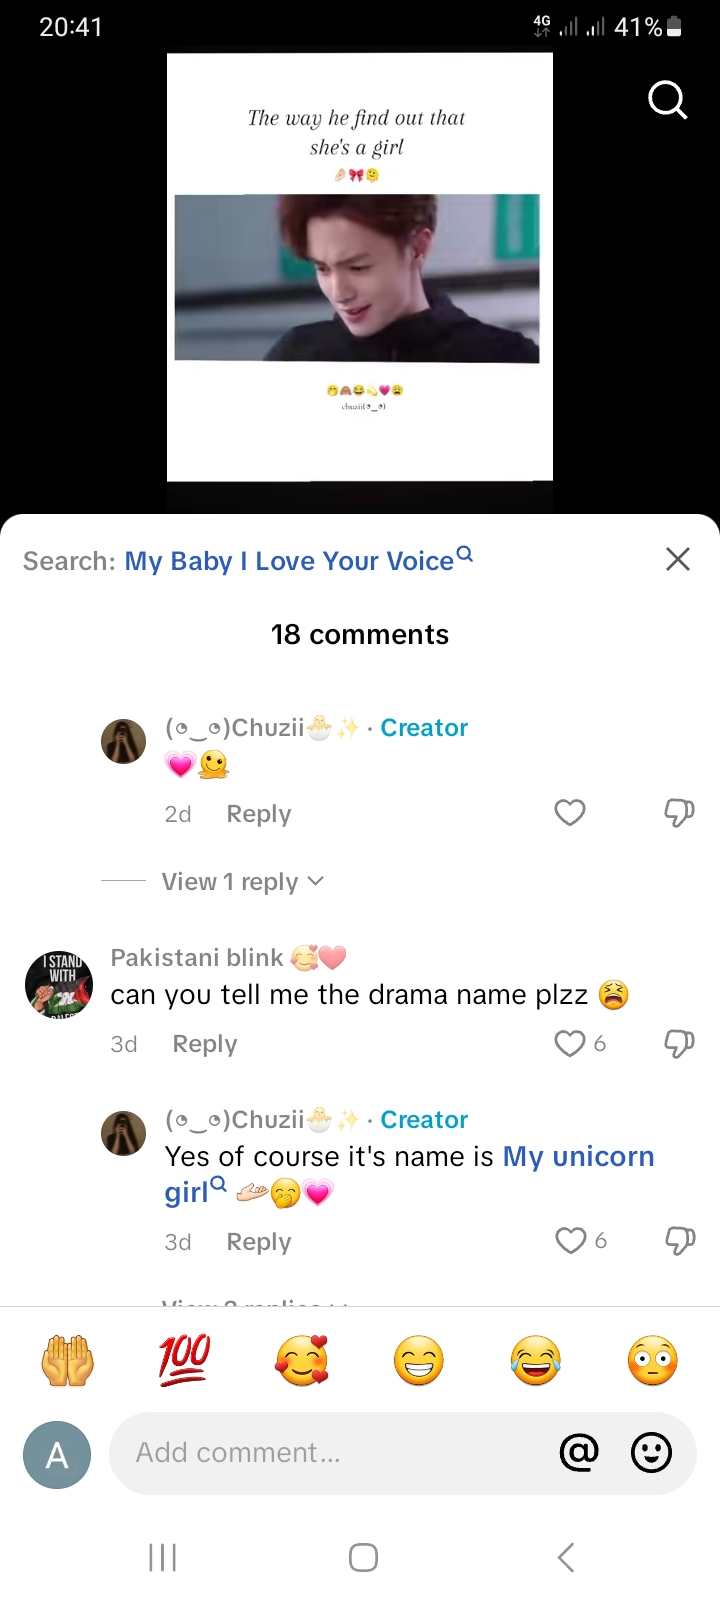 20:41
4G 41%
The way he find out that
she's a girl
🤌🏻🎀🫠
🤭🙈😂💫💗😩
chuzii(◔‿◔)
Search: My Baby I Love Your Voice
18 comments
(◔‿◔)Chuzii🐣✨ · Creator
💗🫠
2d Reply
View 1 reply
Pakistani blink 🥰❤️
I STAND
WITH
can you tell me the drama name plzz 😫
3d Reply 6
(◔‿◔)Chuzii🐣✨ · Creator
Yes of course it's name is My unicorn
girl 🫴🏻🤭💗
3d Reply 6
🤲 💯 🥰 😁 😂 😳
A Add comment... @